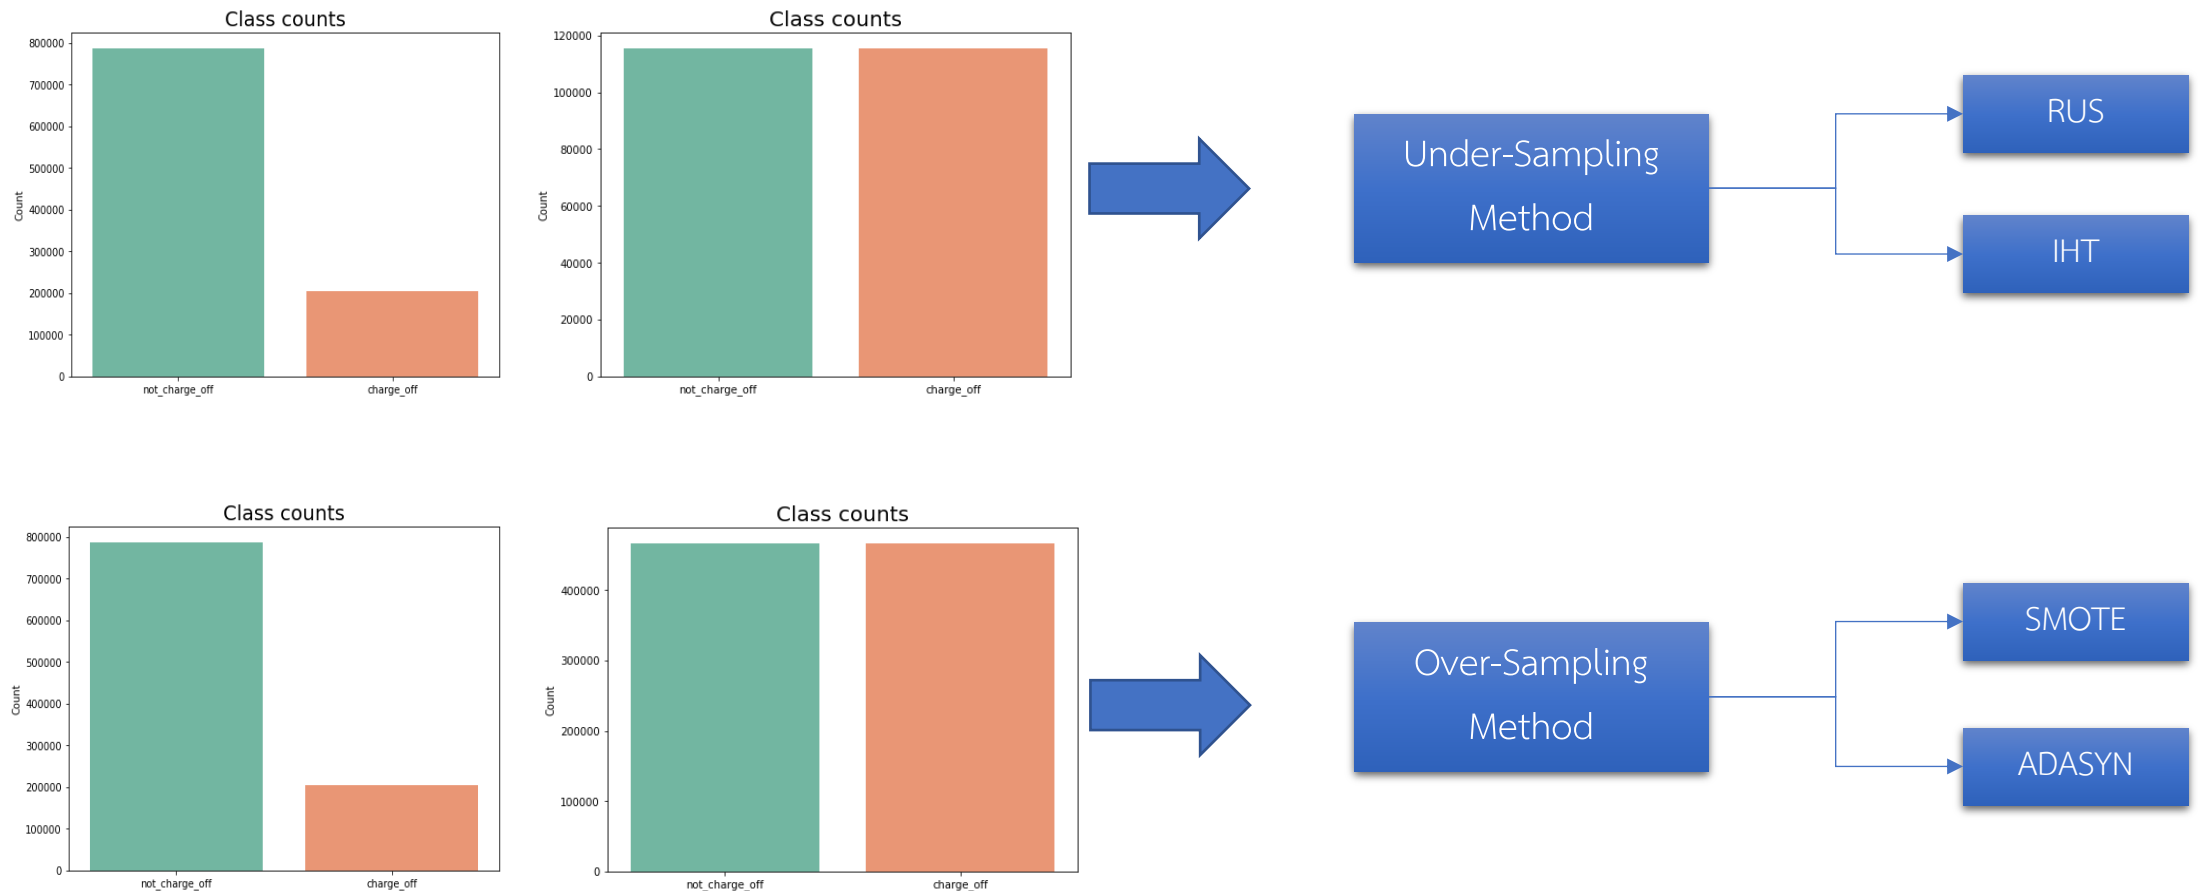 Class counts
800000
700000
600000
500000
400000
300000
200000
100000
0
Count
not_charge_off charge_off
Class counts
120000
100000
80000
60000
40000
20000
0
Count
not_charge_off charge_off
Under-Sampling
Method
RUS
IHT
Class counts
800000
700000
600000
500000
400000
300000
200000
100000
0
Count
not_charge_off charge_off
Class counts
400000
300000
200000
100000
0
Count
not_charge_off charge_off
Over-Sampling
Method
SMOTE
ADASYN